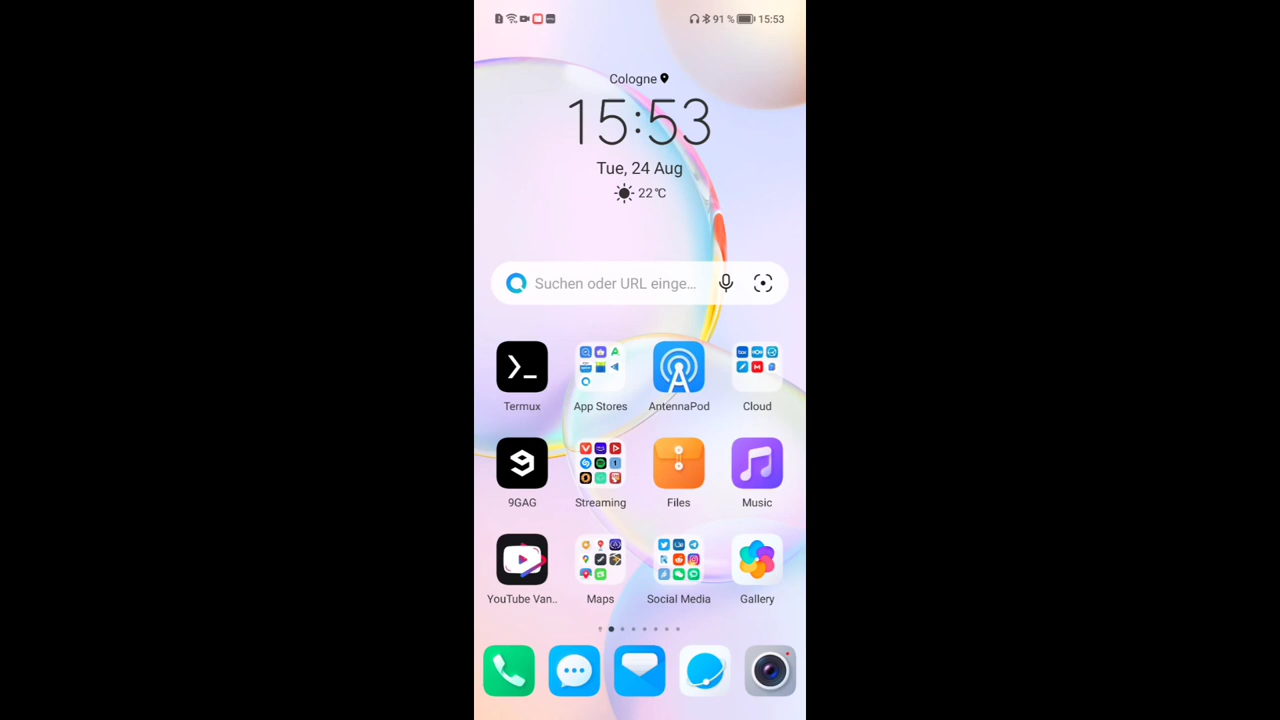 91 % 15:53
Cologne
15:53
Tue, 24 Aug
22°C
Suchen oder URL einge...
Termux
App Stores
AntennaPod
Cloud
9GAG
Streaming
Files
Music
YouTube Van..
Maps
Social Media
Gallery